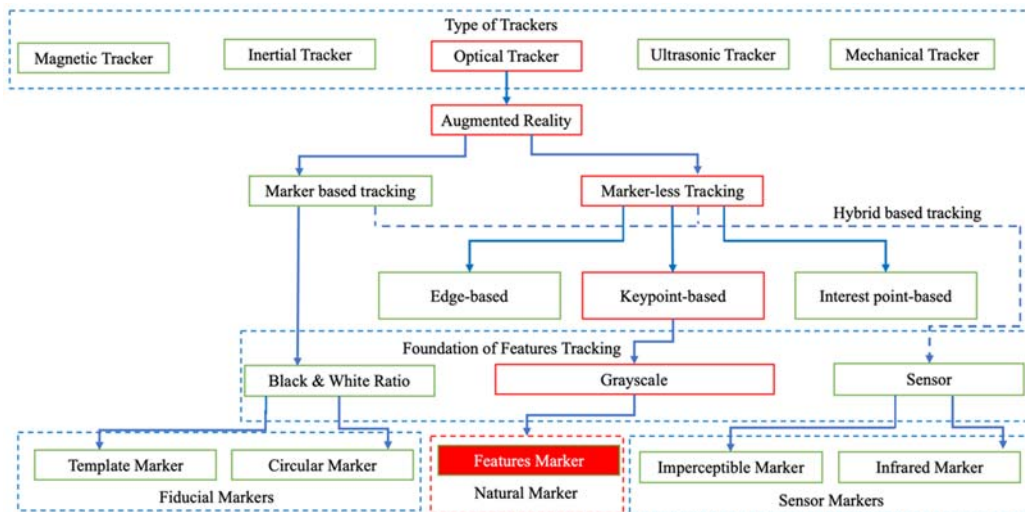 Type of Trackers
Magnetic Tracker
Inertial Tracker
Optical Tracker
Ultrasonic Tracker
Mechanical Tracker
Augmented Reality
Marker based tracking
Marker-less Tracking
Hybrid based tracking
Edge-based
Keypoint-based
Interest point-based
Foundation of Features Tracking
Black & White Ratio
Grayscale
Sensor
Template Marker
Circular Marker
Features Marker
Imperceptible Marker
Infrared Marker
Fiducial Markers
Natural Marker
Sensor Markers